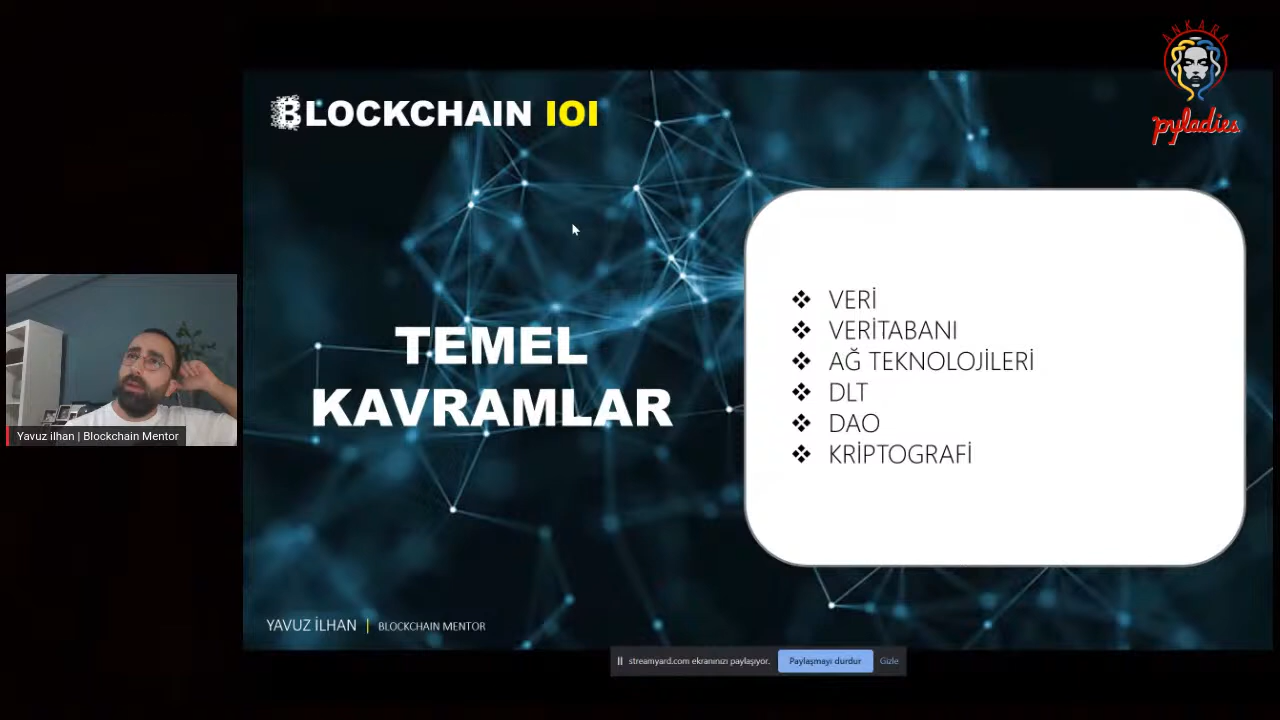 ANKARA
pyladies
BLOCKCHAIN IOI
TEMEL
KAVRAMLAR
❖ VERİ
❖ VERİTABANI
❖ AĞ TEKNOLOJİLERİ
❖ DLT
❖ DAO
❖ KRİPTOGRAFİ
Yavuz ilhan | Blockchain Mentor
YAVUZ İLHAN | BLOCKCHAIN MENTOR
streamyard.com ekranınızı paylaşıyor. Paylaşmayı durdur Gizle